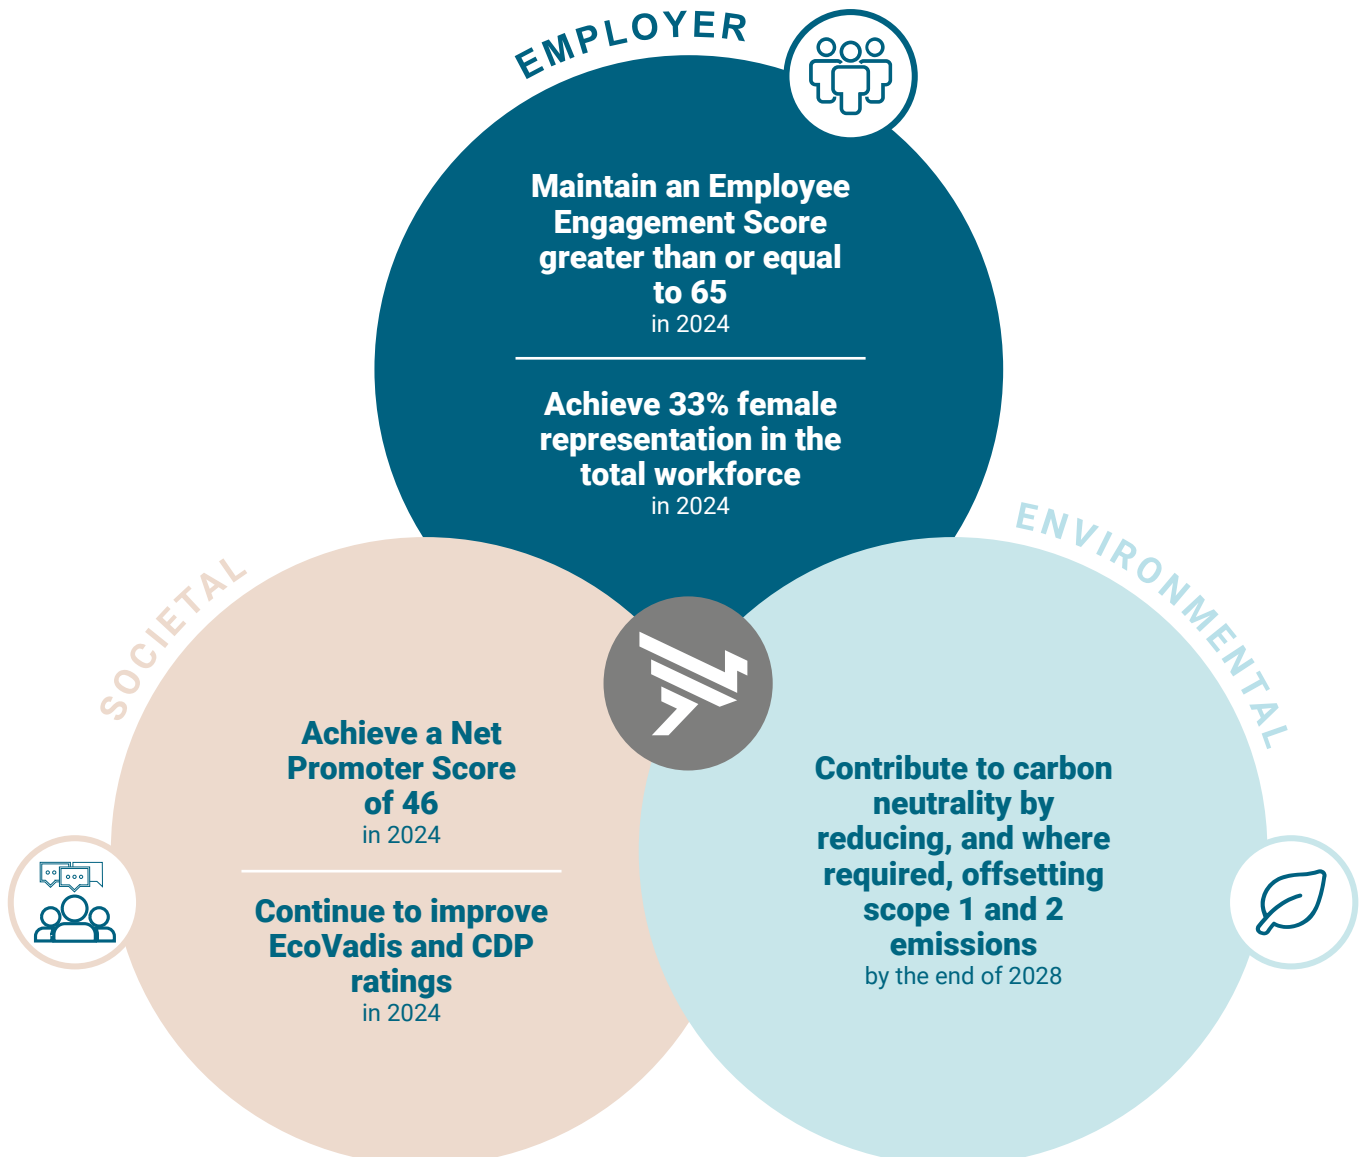 EMPLOYER
Maintain an Employee
Engagement Score
greater than or equal
to 65
in 2024
Achieve 33% female
representation in the
total workforce
in 2024
SOCIETAL
Achieve a Net
Promoter Score
of 46
in 2024
Continue to improve
EcoVadis and CDP
ratings
in 2024
ENVIRONMENTAL
Contribute to carbon
neutrality by
reducing, and where
required, offsetting
scope 1 and 2
emissions
by the end of 2028